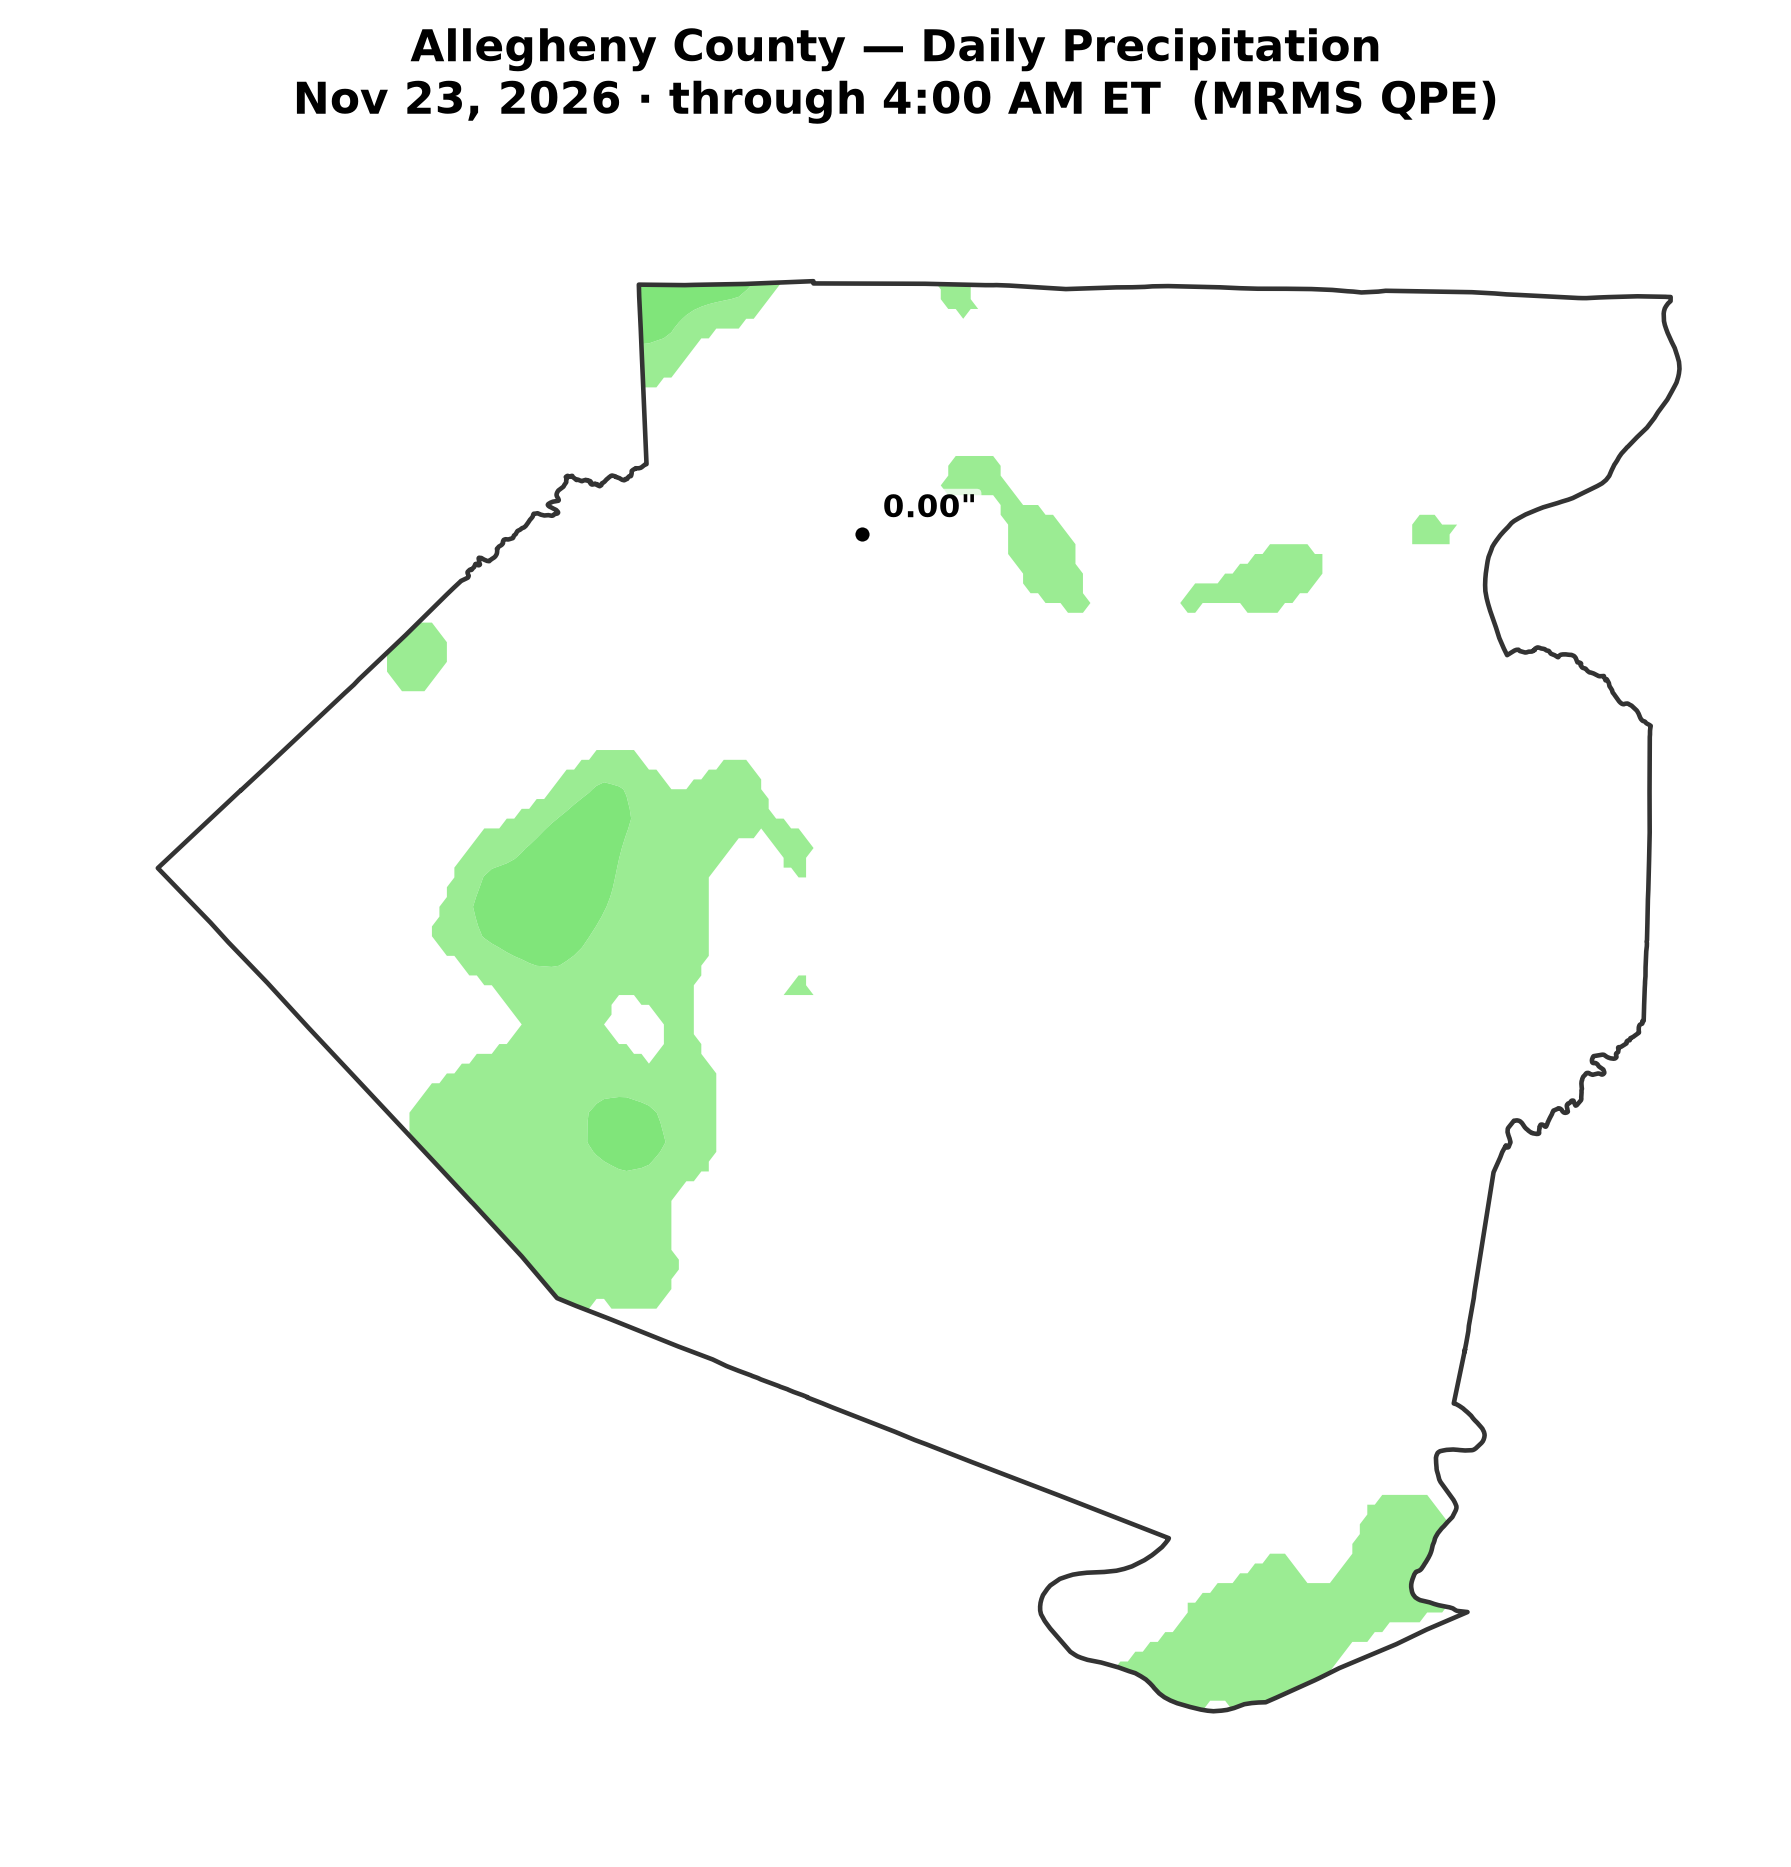 Allegheny County — Daily Precipitation
Nov 23, 2026 · through 4:00 AM ET (MRMS QPE)
0.00"